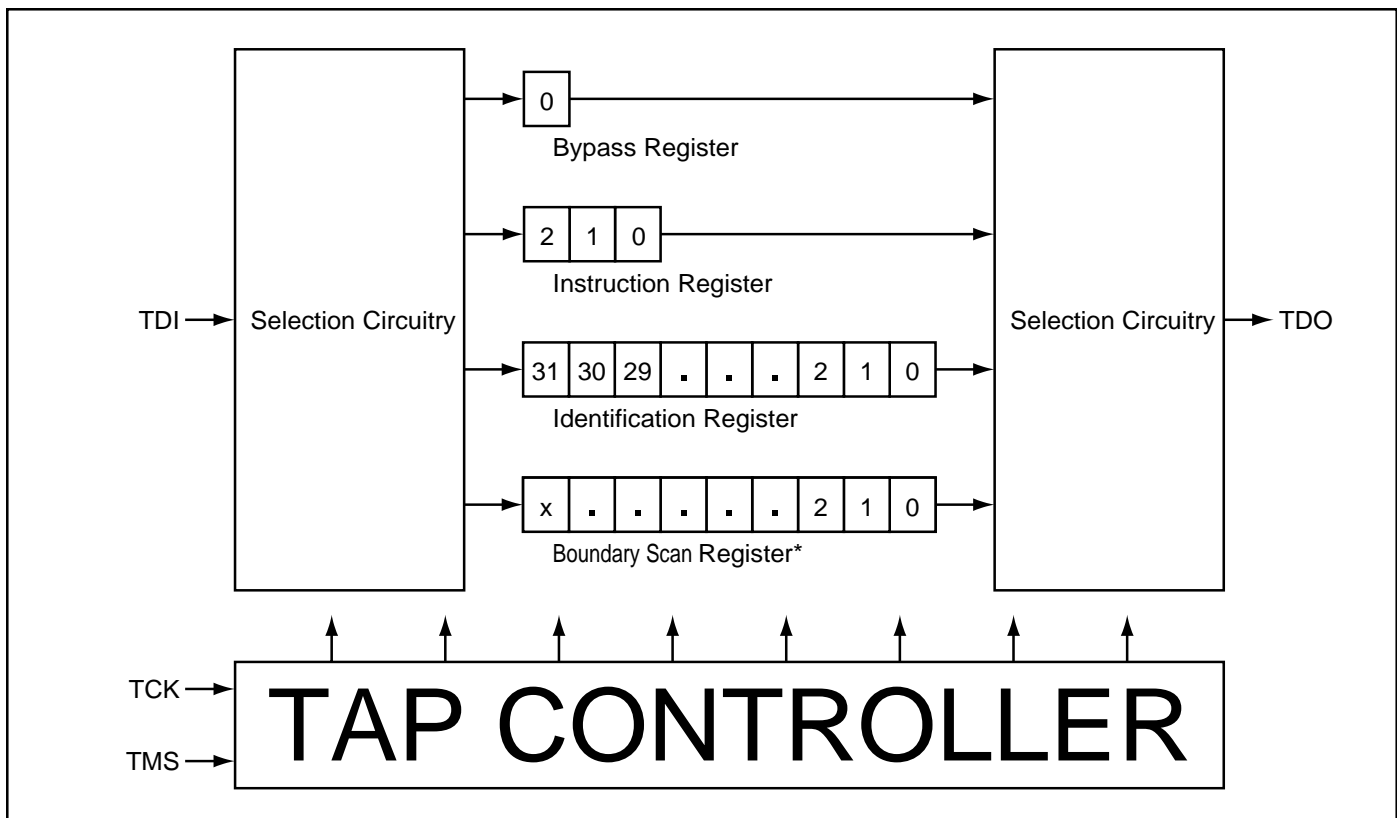 0
Bypass Register
2 1 0
Instruction Register
TDI Selection Circuitry Selection Circuitry TDO
31 30 29 . . . 2 1 0
Identification Register
x . . . . . 2 1 0
Boundary Scan Register*
TCK
TAP CONTROLLER
TMS